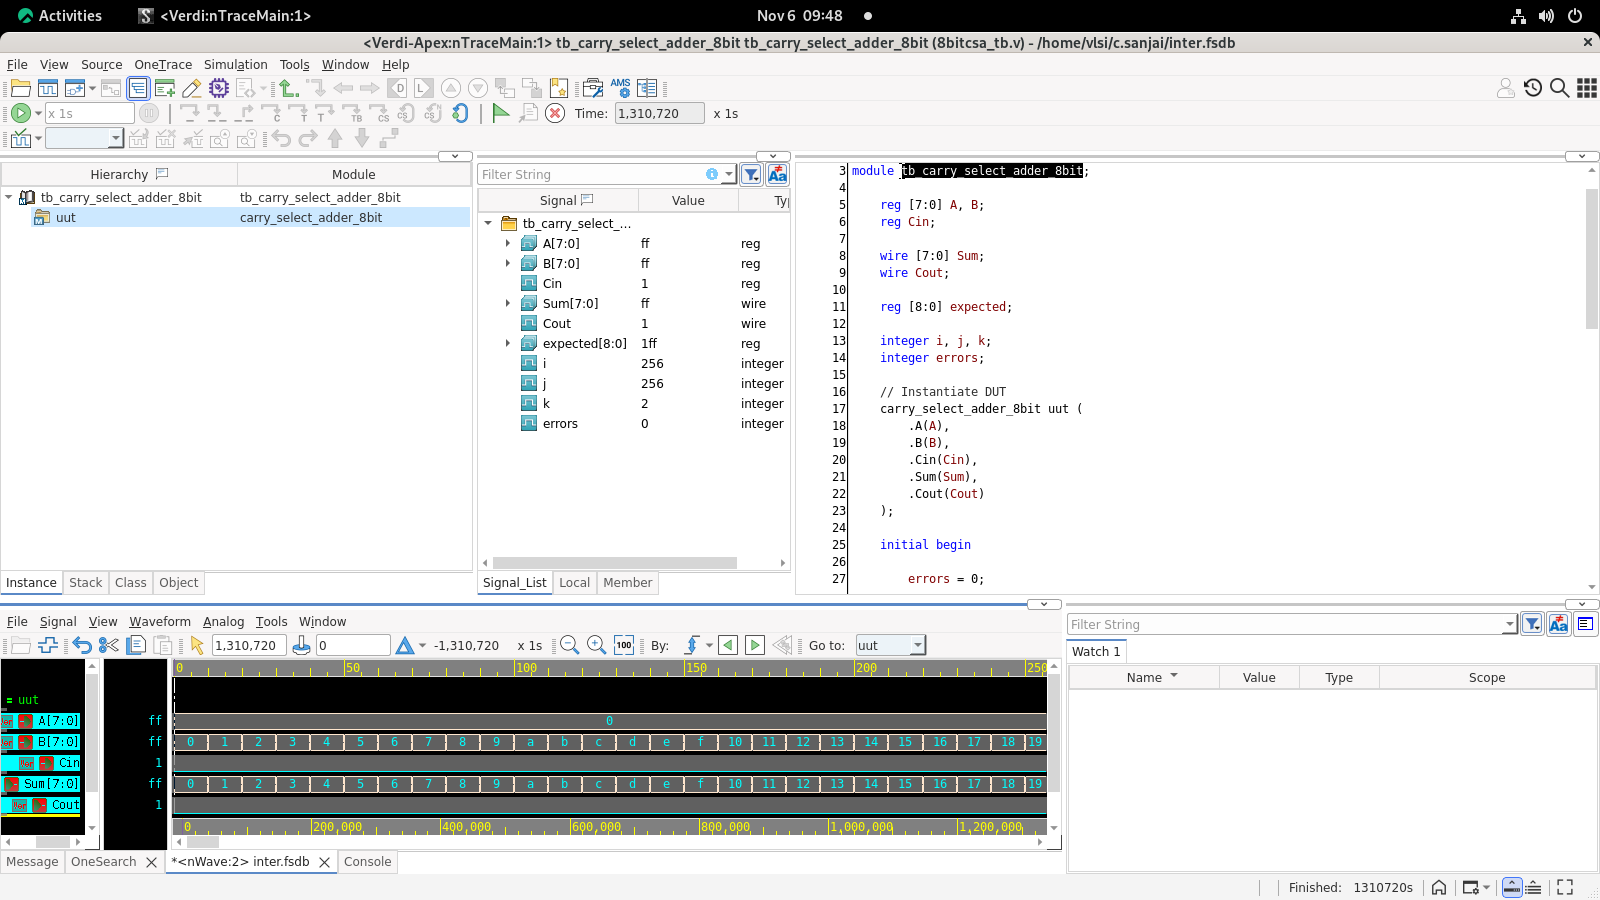 Activities
<Verdi:nTraceMain:1>
Nov 6 09:48
<Verdi-Apex:nTraceMain:1> tb_carry_select_adder_8bit tb_carry_select_adder_8bit (8bitcsa_tb.v) - /home/vlsi/c.sanjai/inter.fsdb
File View Source OneTrace Simulation Tools Window Help
AMS
x 1s
C T T TB CS CS CS
Time: 1,310,720 x 1s
Hierarchy Module
tb_carry_select_adder_8bit tb_carry_select_adder_8bit
uut carry_select_adder_8bit
Instance Stack Class Object
Filter String
Signal Value Ty
tb_carry_select_...
A[7:0] ff reg
B[7:0] ff reg
Cin 1 reg
Sum[7:0] ff wire
Cout 1 wire
expected[8:0] 1ff reg
i 256 integer
j 256 integer
k 2 integer
errors 0 integer
Signal_List Local Member
3 module tb_carry_select_adder_8bit;
4
5 reg [7:0] A, B;
6 reg Cin;
7
8 wire [7:0] Sum;
9 wire Cout;
10
11 reg [8:0] expected;
12
13 integer i, j, k;
14 integer errors;
15
16 // Instantiate DUT
17 carry_select_adder_8bit uut (
18 .A(A),
19 .B(B),
20 .Cin(Cin),
21 .Sum(Sum),
22 .Cout(Cout)
23 );
24
25 initial begin
26
27 errors = 0;
File Signal View Waveform Analog Tools Window
1,310,720 0 -1,310,720 x 1s 100 By: Go to: uut
0 50 100 150 200 250
= uut
A[7:0] ff 0
B[7:0] ff 0 1 2 3 4 5 6 7 8 9 a b c d e f 10 11 12 13 14 15 16 17 18 19
Cin 1
Sum[7:0] ff 0 1 2 3 4 5 6 7 8 9 a b c d e f 10 11 12 13 14 15 16 17 18 19
Cout 1
0 200,000 400,000 600,000 800,000 1,000,000 1,200,000
Message OneSearch *<nWave:2> inter.fsdb Console
Filter String
Watch 1
Name Value Type Scope
Finished: 1310720s